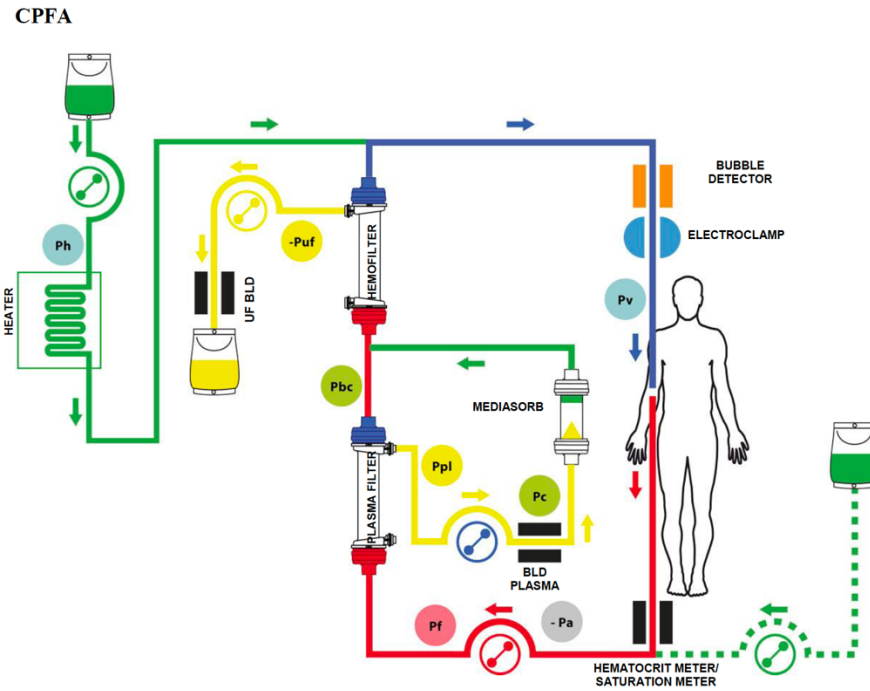 CPFA
BUBBLE
DETECTOR
ELECTROCLAMP
-Puf
Ph
HEMOFILTER
UF BLD
HEATER
Pv
Pbc
MEDIASORB
Ppl
PLASMA FILTER
Pc
BLD
PLASMA
Pf
- Pa
HEMATOCRIT METER/
SATURATION METER